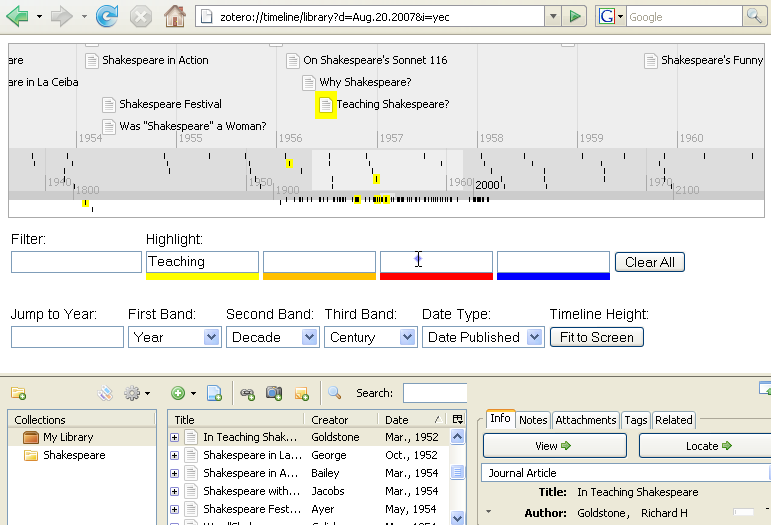 zotero://timeline/library?d=Aug.20.2007&i=yec
G
Google
are
Shakespeare in Action
On Shakespeare's Sonnet 116
Shakespeare's Funny
are in La Ceiba
Why Shakespeare?
Shakespeare Festival
Teaching Shakespeare?
Was "Shakespeare" a Woman?
1954 1955 1956 1957 1958 1959 1960
1940 1950 1960 1970
1800 1900 2000 2100
Filter: Highlight:
Teaching
Clear All
Jump to Year: First Band: Second Band: Third Band: Date Type: Timeline Height:
Year Decade Century Date Published Fit to Screen
Search:
Collections
My Library
Shakespeare
Title Creator Date
In Teaching Shak... Goldstone Mar., 1952
Shakespeare in La... George Oct., 1952
Shakespeare in A... Bailey Mar., 1954
Shakespeare with... Jacobs Mar., 1954
Shakespeare Fest... Ayer May, 1954
Info Notes Attachments Tags Related
View Locate
Journal Article
Title: In Teaching Shakespeare
Author: Goldstone, Richard H